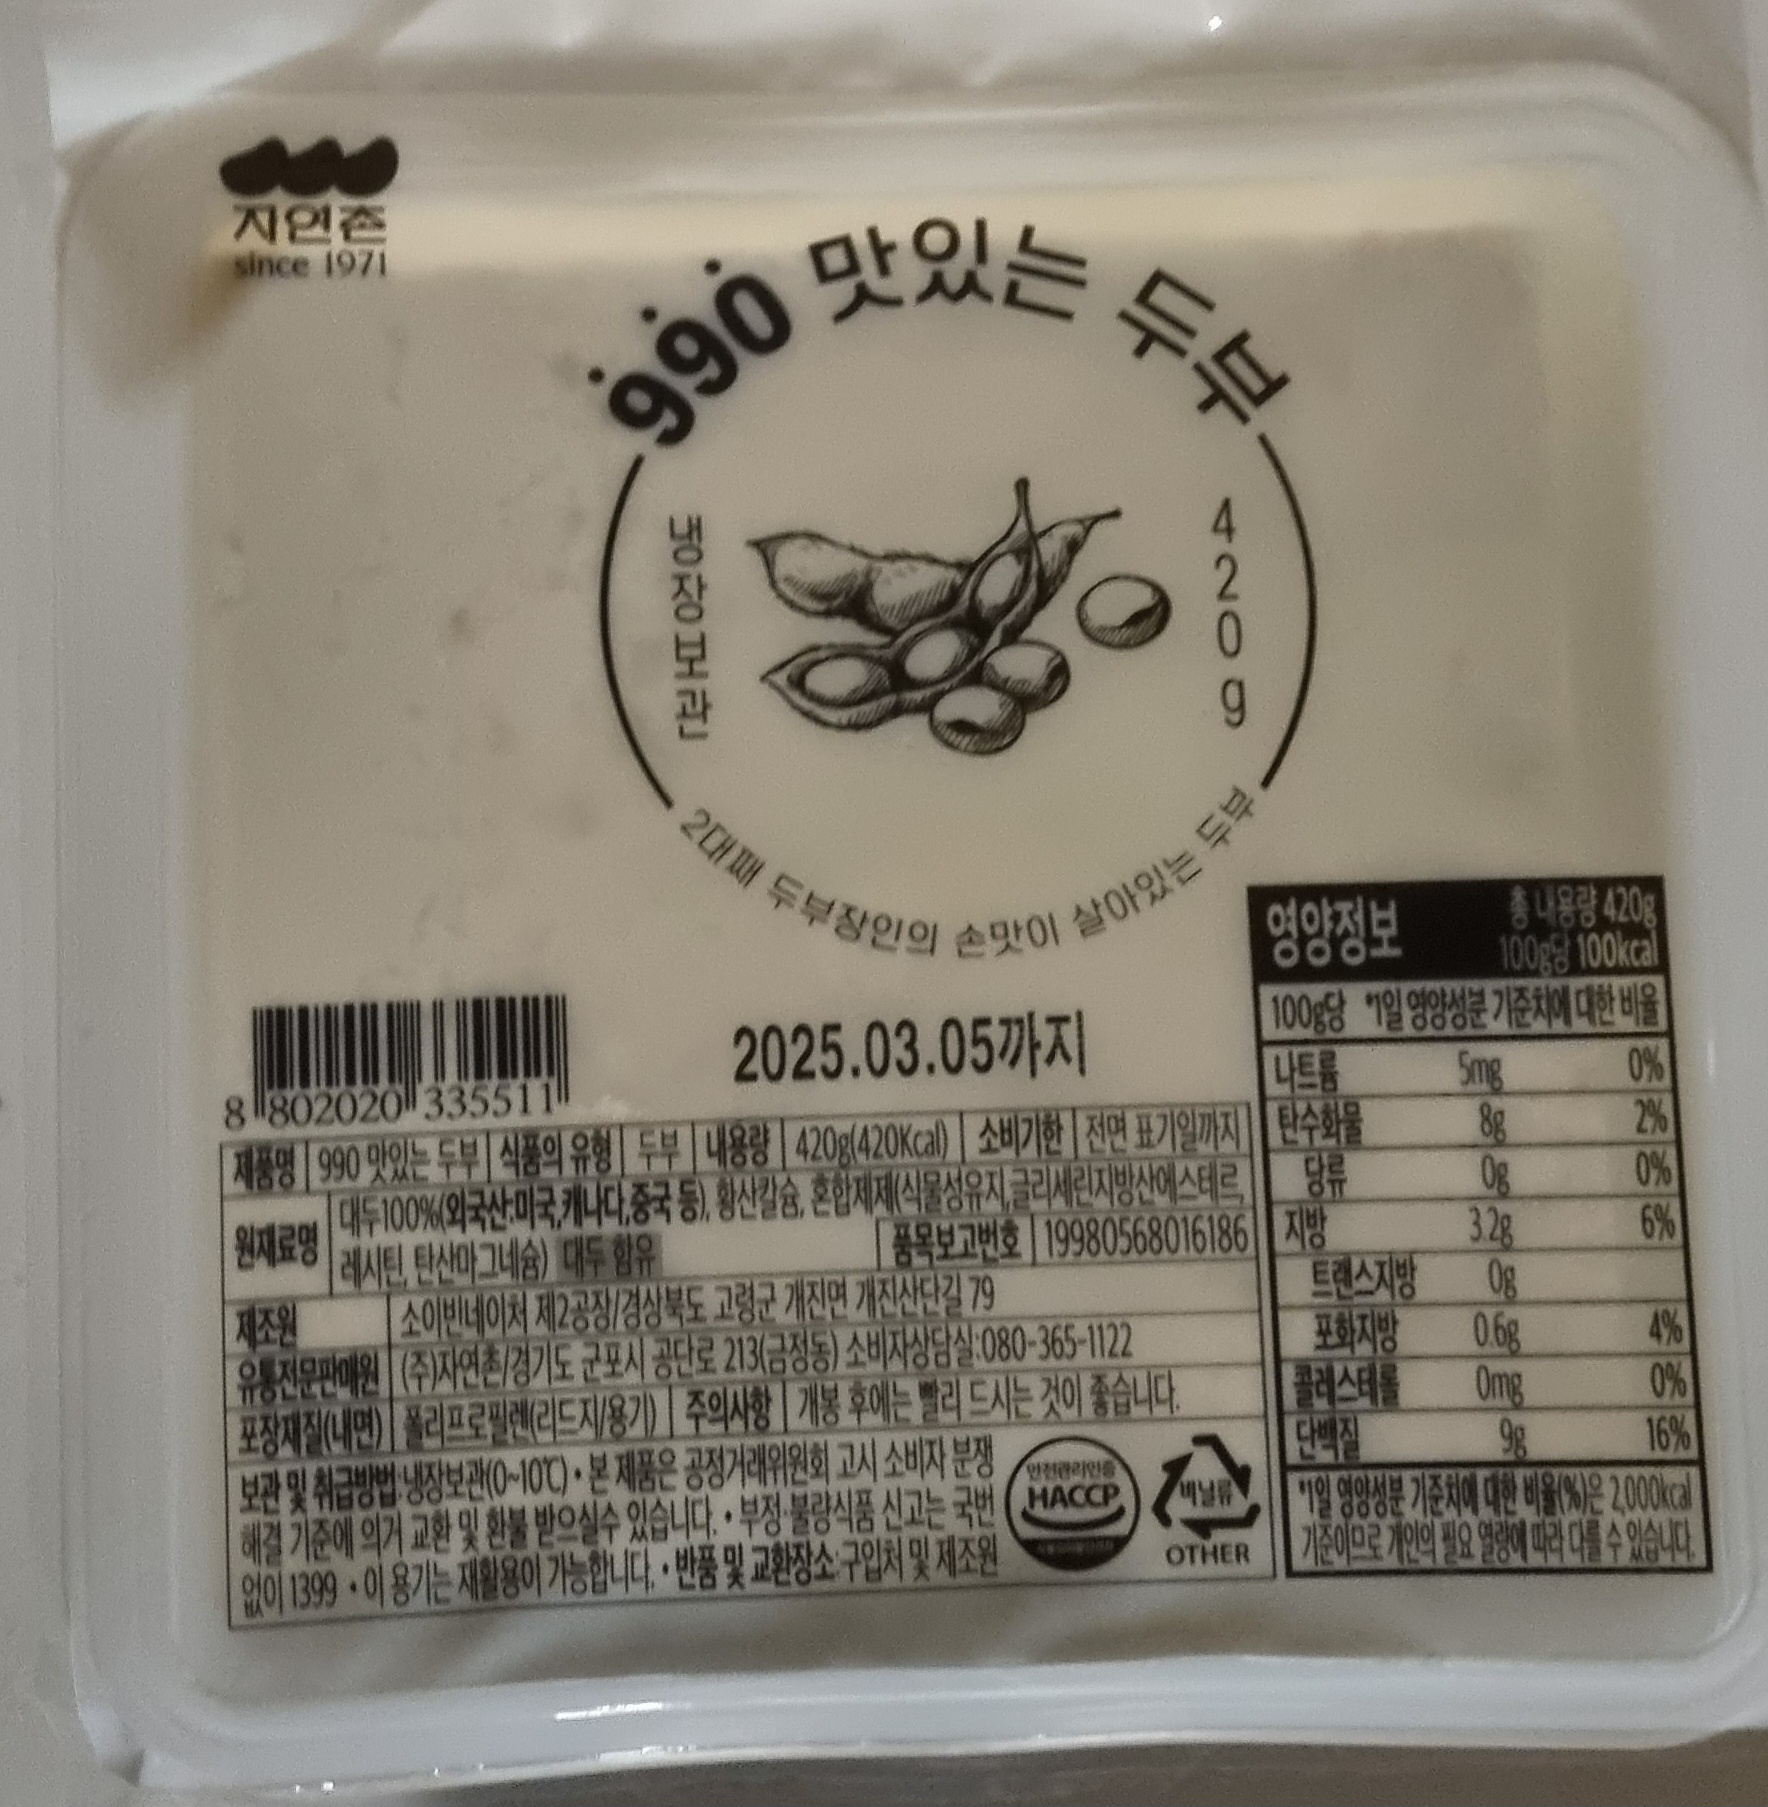 자연촌
since 1971
990 맛있는 두부
냉장보관
420g
2대째 두부장인의 손맛이 살아있는 두부
8 802020 335511
2025.03.05까지
제품명 990 맛있는 두부 식품의 유형 두부 내용량 420g(420Kcal) 소비기한 전면 표기일까지
원재료명 대두100%(외국산:미국,캐나다,중국 등), 황산칼슘, 혼합제제(식물성유지,글리세린지방산에스테르,
레시틴, 탄산마그네슘) 대두 함유 품목보고번호 19980568016186
제조원 소이빈네이처 제2공장/경상북도 고령군 개진면 개진산단길 79
유통전문판매원 (주)자연촌/경기도 군포시 공단로 213(금정동) 소비자상담실:080-365-1122
포장재질(내면) 폴리프로필렌(리드지/용기) 주의사항 개봉 후에는 빨리 드시는 것이 좋습니다.
보관 및 취급방법:냉장보관(0~10℃) • 본 제품은 공정거래위원회 고시 소비자 분쟁
해결 기준에 의거 교환 및 환불 받으실수 있습니다. • 부정·불량식품 신고는 국번
없이 1399 • 이 용기는 재활용이 가능합니다. • 반품 및 교환장소:구입처 및 제조원
안전관리인증
HACCP
비닐류
OTHER
영양정보 총 내용량 420g
100g당 100kcal
100g당 *1일 영양성분 기준치에 대한 비율
나트륨 5mg 0%
탄수화물 8g 2%
당류 0g 0%
지방 3.2g 6%
트랜스지방 0g
포화지방 0.6g 4%
콜레스테롤 0mg 0%
단백질 9g 16%
*1일 영양성분 기준치에 대한 비율(%)은 2,000kcal
기준이므로 개인의 필요 열량에 따라 다를 수 있습니다.